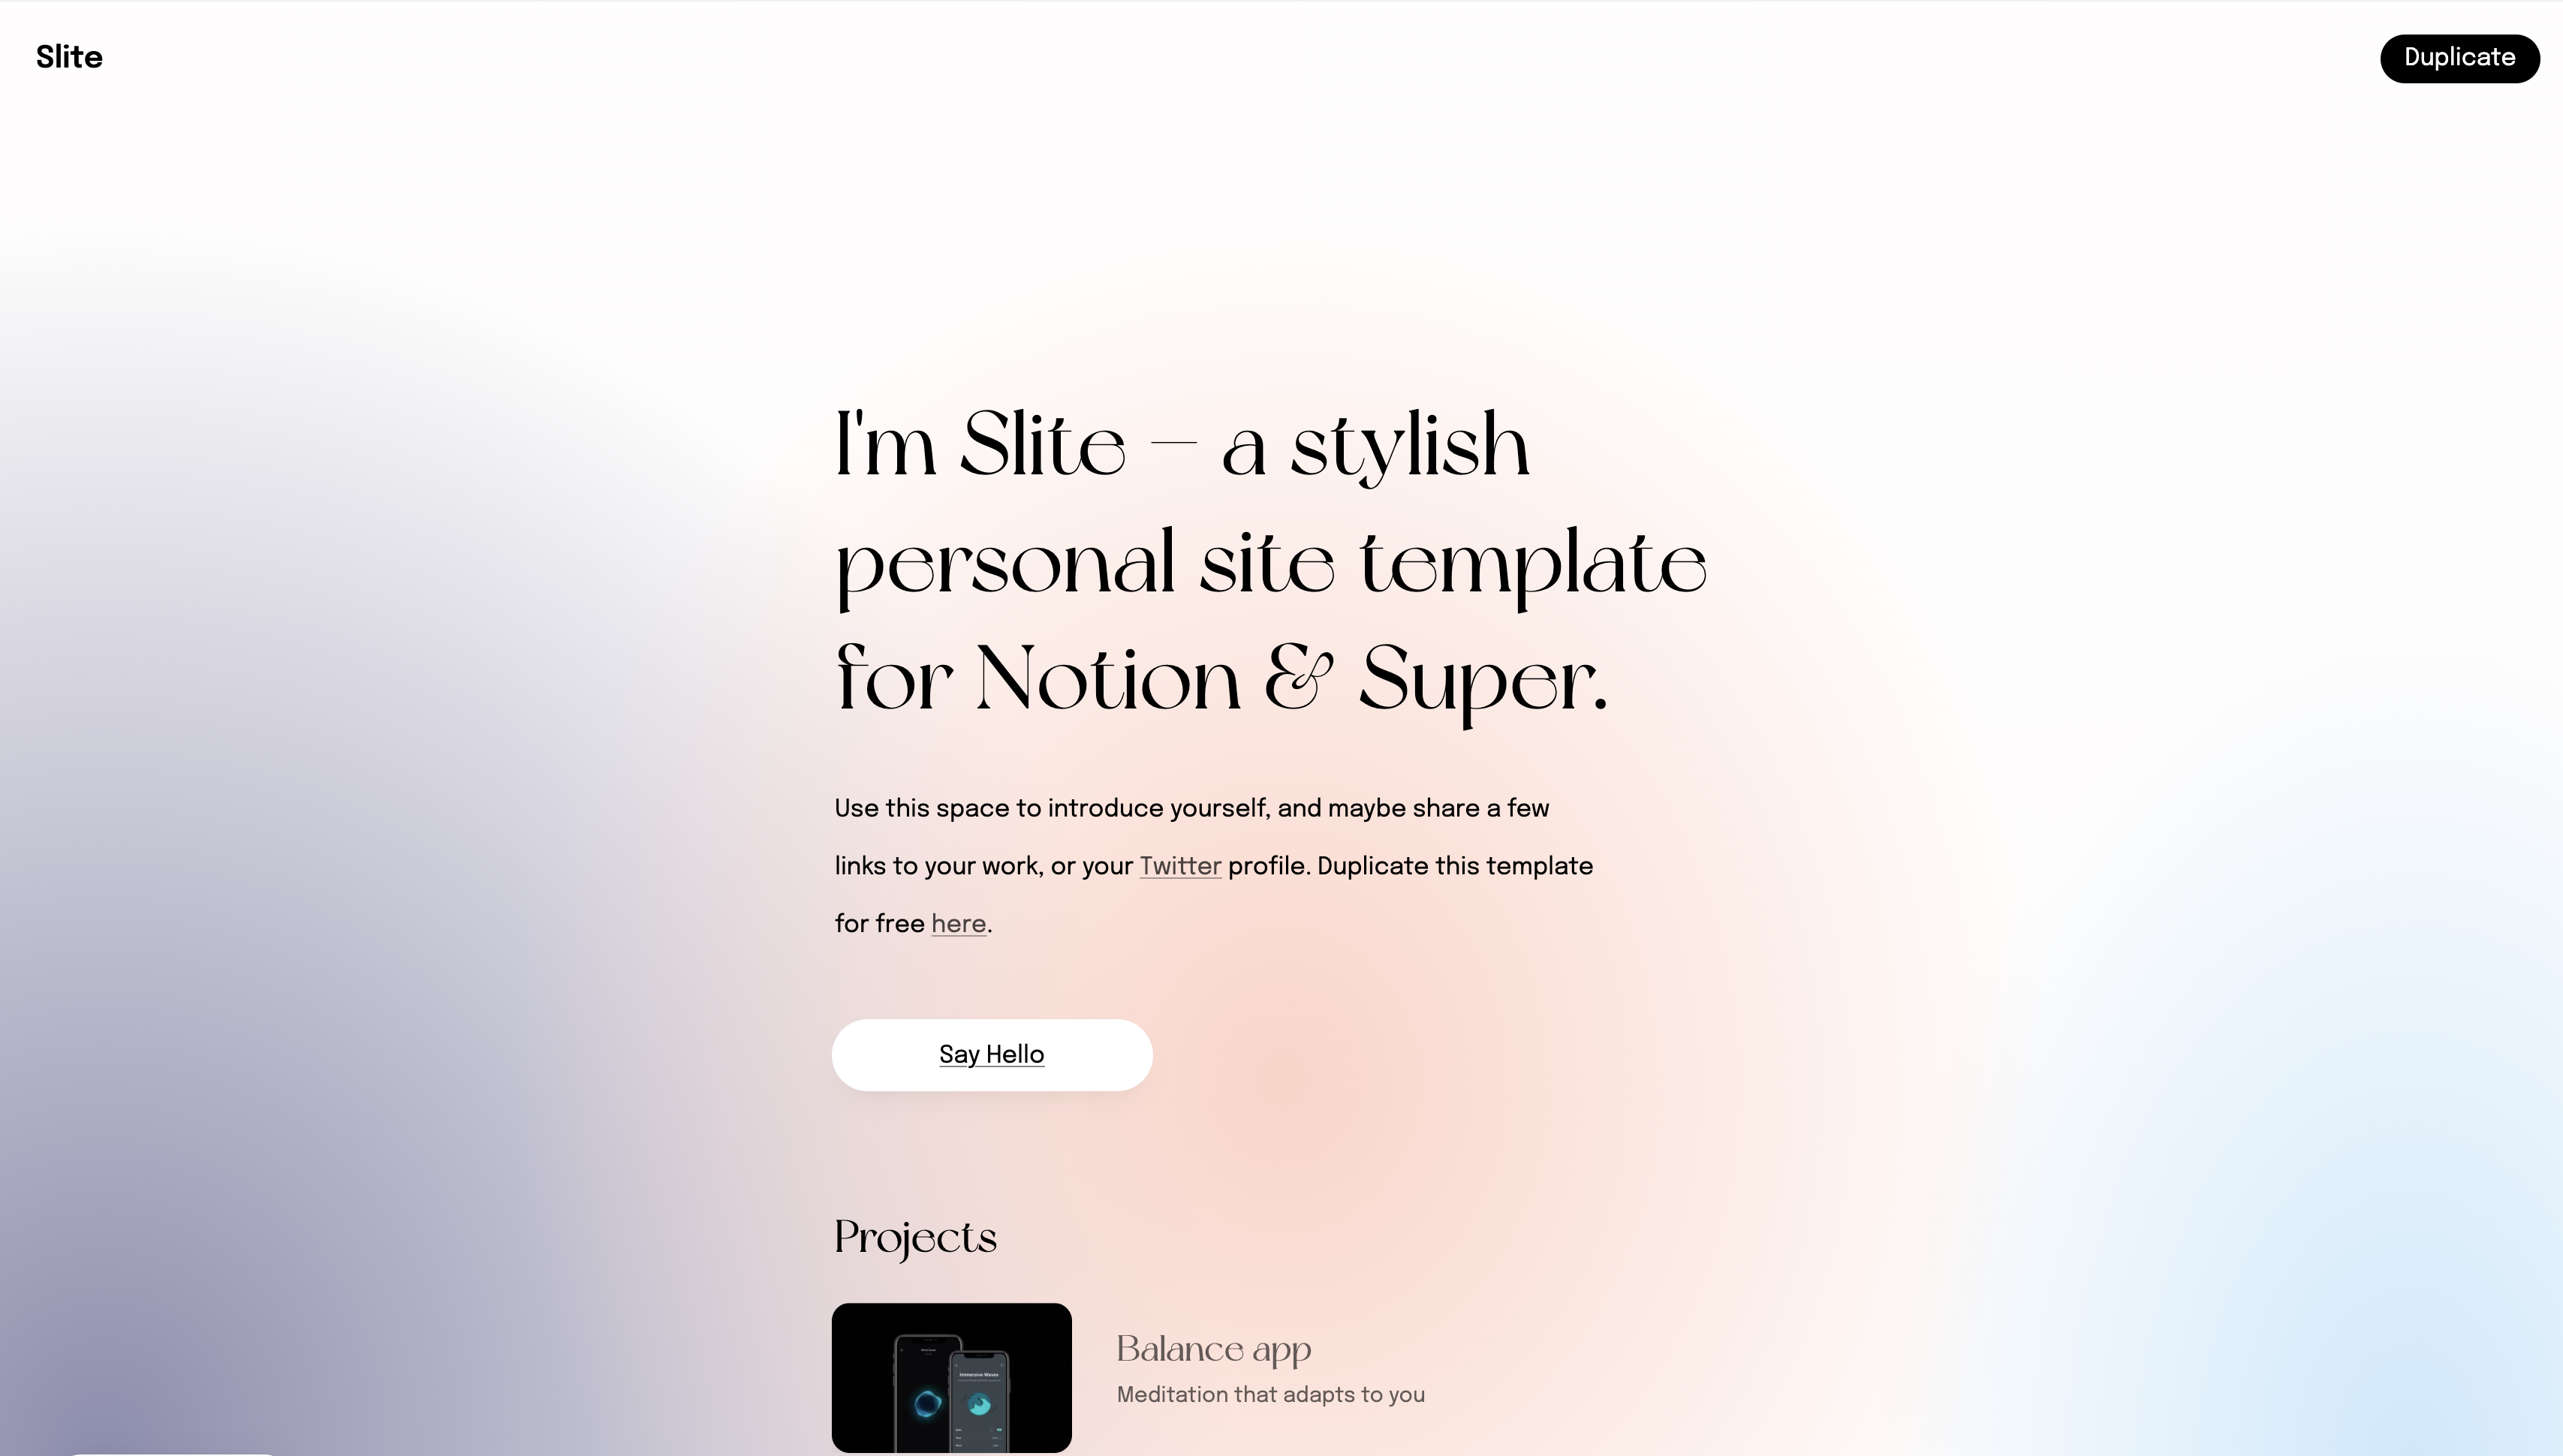 Slite
Duplicate
I'm Slite — a stylish
personal site template
for Notion & Super.
Use this space to introduce yourself, and maybe share a few
links to your work, or your Twitter profile. Duplicate this template
for free here.
Say Hello
Projects
Balance app
Meditation that adapts to you
Immersive Waves